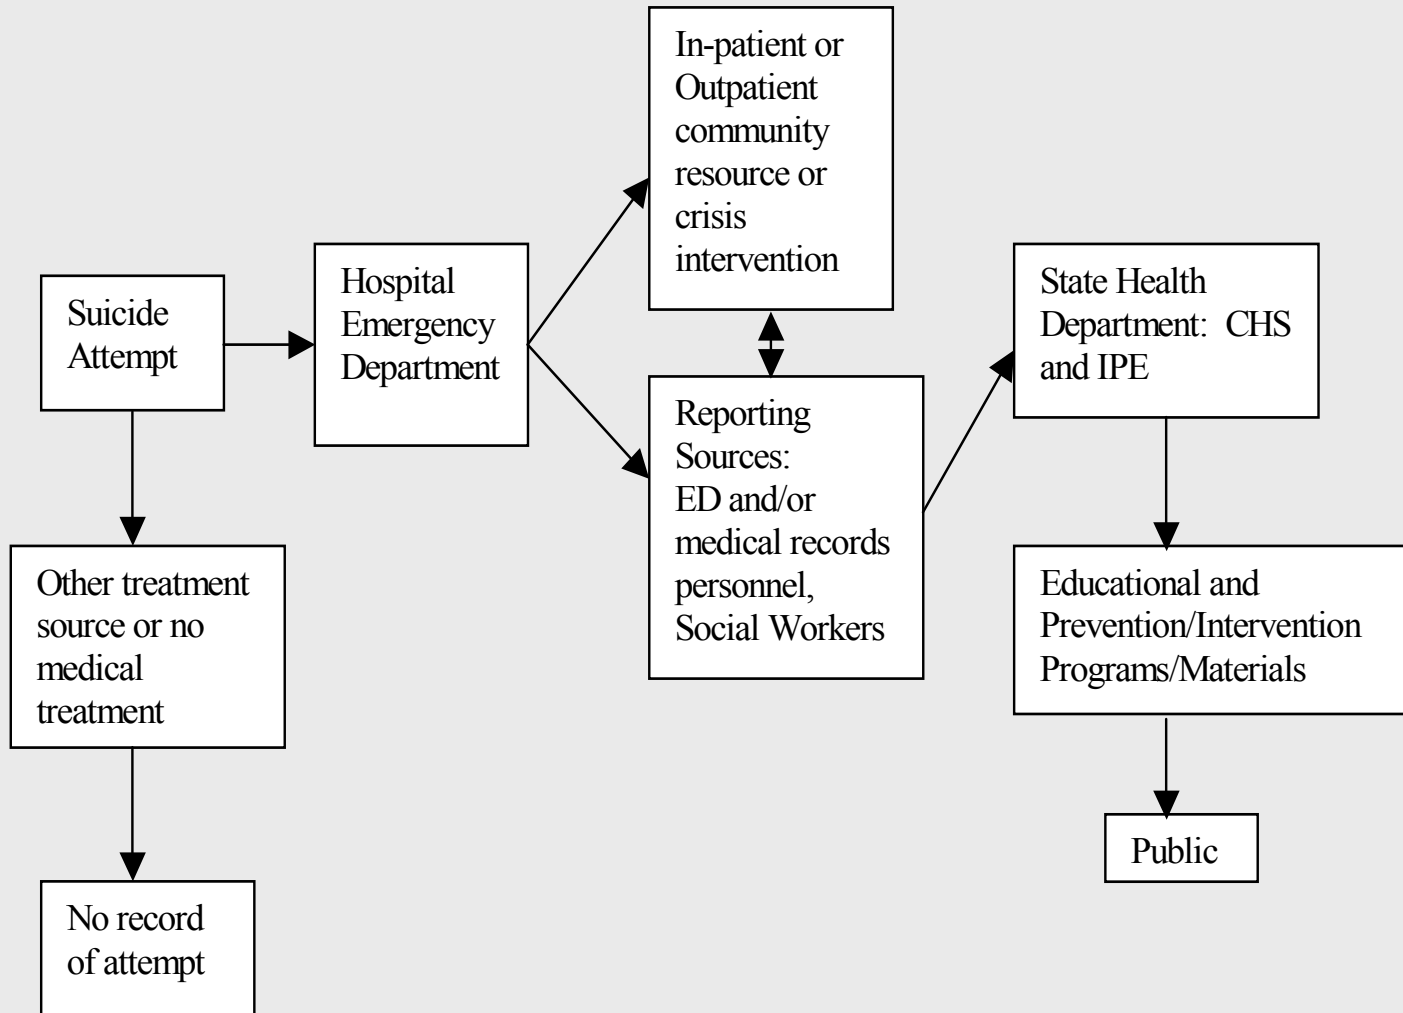 In-patient or
Outpatient
community
resource or
crisis
intervention
Suicide
Attempt
Hospital
Emergency
Department
State Health
Department: CHS
and IPE
Reporting
Sources:
ED and/or
medical records
personnel,
Social Workers
Other treatment
source or no
medical
treatment
Educational and
Prevention/Intervention
Programs/Materials
Public
No record
of attempt